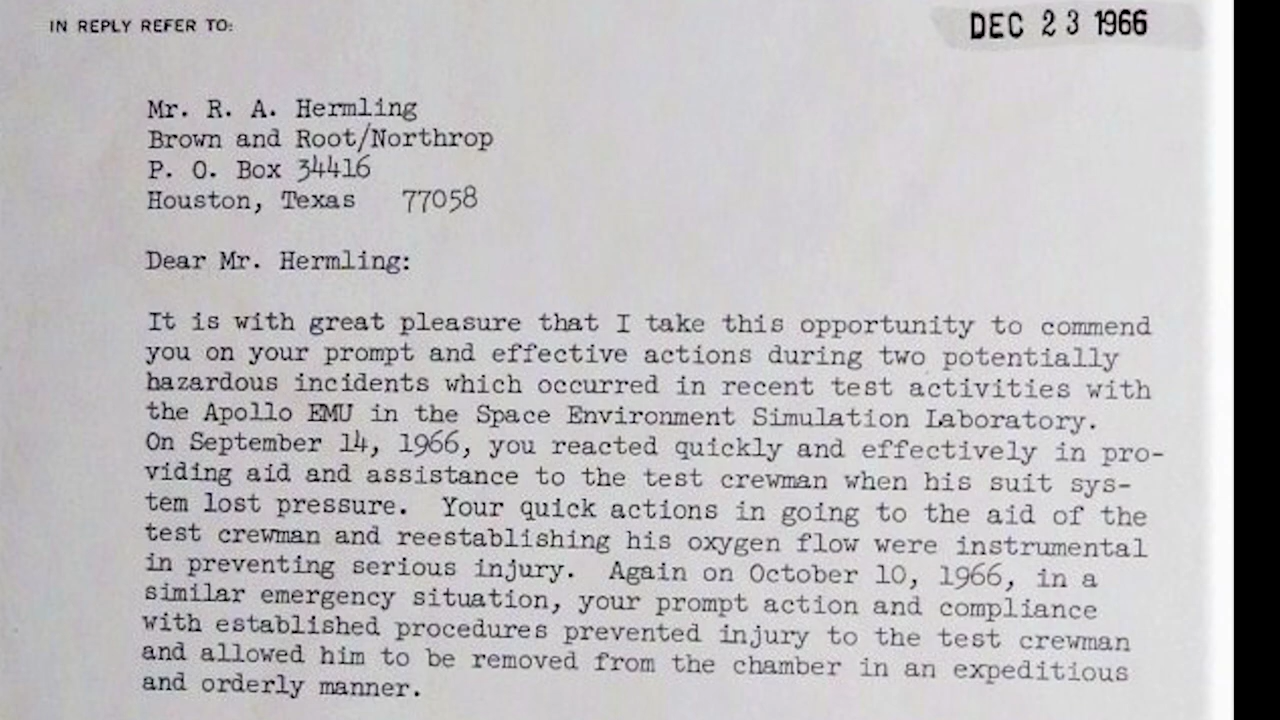 IN REPLY REFER TO:
DEC 23 1966
Mr. R. A. Hermling
Brown and Root/Northrop
P. O. Box 34416
Houston, Texas 77058
Dear Mr. Hermling:
It is with great pleasure that I take this opportunity to commend
you on your prompt and effective actions during two potentially
hazardous incidents which occurred in recent test activities with
the Apollo EMU in the Space Environment Simulation Laboratory.
On September 14, 1966, you reacted quickly and effectively in pro-
viding aid and assistance to the test crewman when his suit sys-
tem lost pressure. Your quick actions in going to the aid of the
test crewman and reestablishing his oxygen flow were instrumental
in preventing serious injury. Again on October 10, 1966, in a
similar emergency situation, your prompt action and compliance
with established procedures prevented injury to the test crewman
and allowed him to be removed from the chamber in an expeditious
and orderly manner.